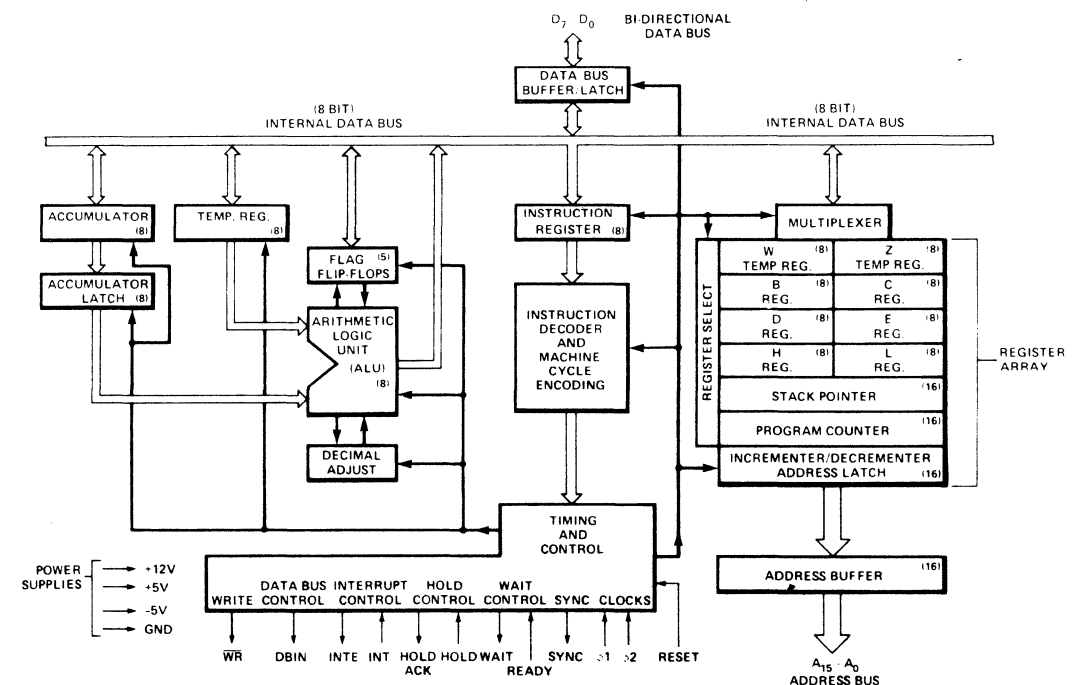 D7 D0 BI-DIRECTIONAL
DATA BUS
DATA BUS
BUFFER/LATCH
(8 BIT)
INTERNAL DATA BUS
(8 BIT)
INTERNAL DATA BUS
ACCUMULATOR
(8)
TEMP. REG.
(8)
INSTRUCTION
REGISTER (8)
MULTIPLEXER
FLAG (5)
FLIP-FLOPS
ACCUMULATOR
LATCH (8)
ARITHMETIC
LOGIC
UNIT
(ALU)
(8)
DECIMAL
ADJUST
INSTRUCTION
DECODER
AND
MACHINE
CYCLE
ENCODING
REGISTER SELECT
W (8)
TEMP REG.
Z (8)
TEMP REG.
B (8)
REG.
C (8)
REG.
D (8)
REG.
E (8)
REG.
H (8)
REG.
L (8)
REG.
STACK POINTER (16)
PROGRAM COUNTER (16)
INCREMENTER/DECREMENTER
ADDRESS LATCH (16)
REGISTER
ARRAY
TIMING
AND
CONTROL
ADDRESS BUFFER (16)
POWER
SUPPLIES
+12V
+5V
-5V
GND
WRITE
DATA BUS
CONTROL
INTERRUPT
CONTROL
HOLD
CONTROL
WAIT
CONTROL
SYNC
CLOCKS
WR DBIN INTE INT HOLD ACK HOLD WAIT READY SYNC 1 2 RESET
A15 - A0
ADDRESS BUS